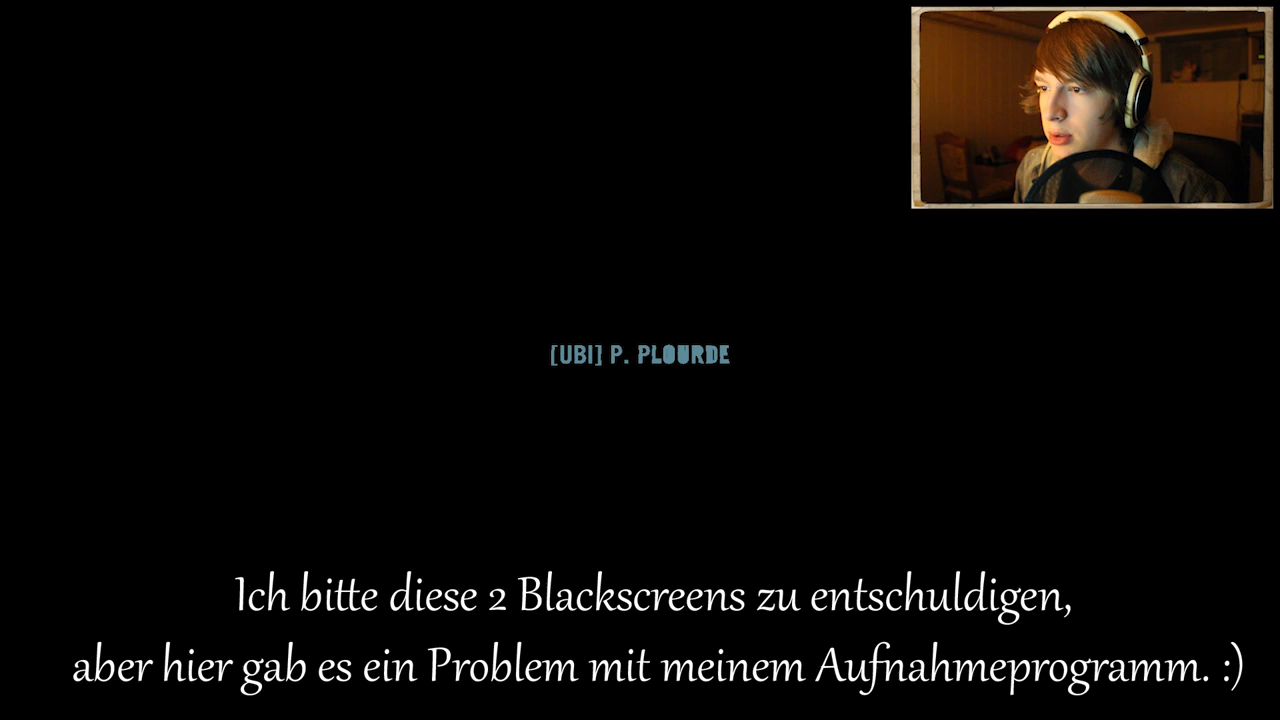 [UBI] P. PLOURDE
Ich bitte diese 2 Blackscreens zu entschuldigen,
aber hier gab es ein Problem mit meinem Aufnahmeprogramm. :)